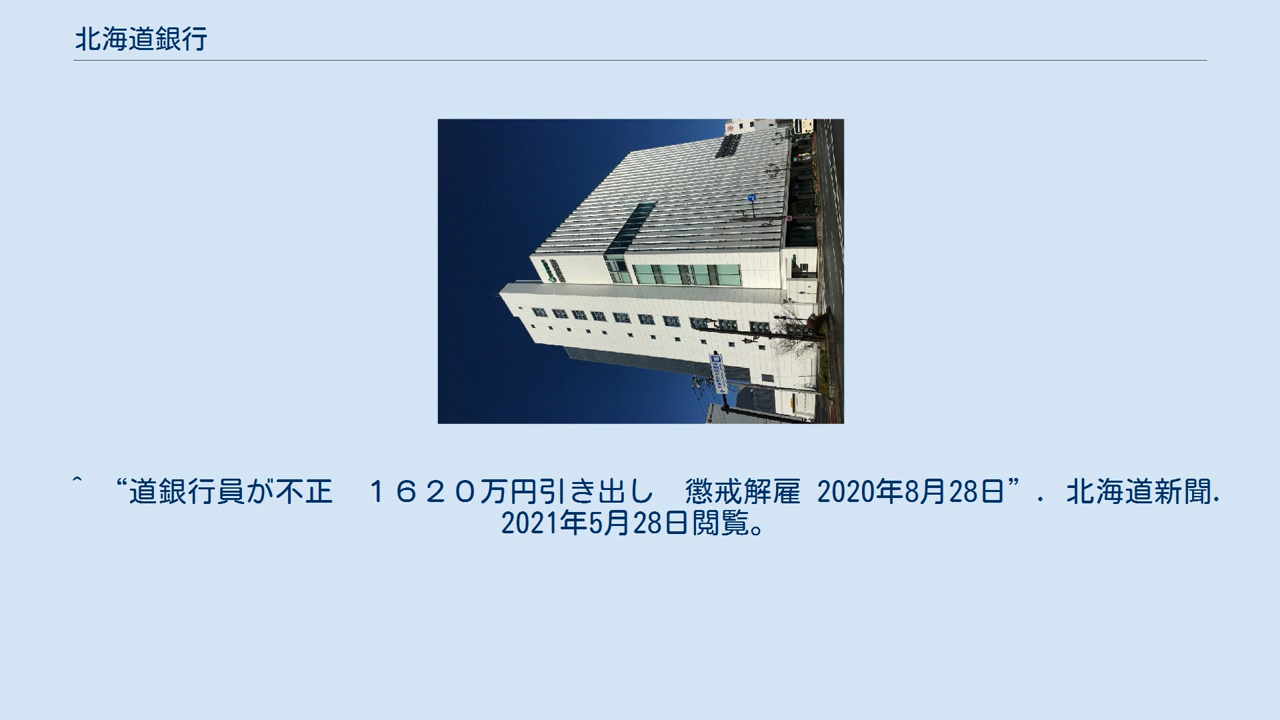 北海道銀行
^ “道銀行員が不正　１６２０万円引き出し　懲戒解雇 2020年8月28日”. 北海道新聞.
2021年5月28日閲覧。